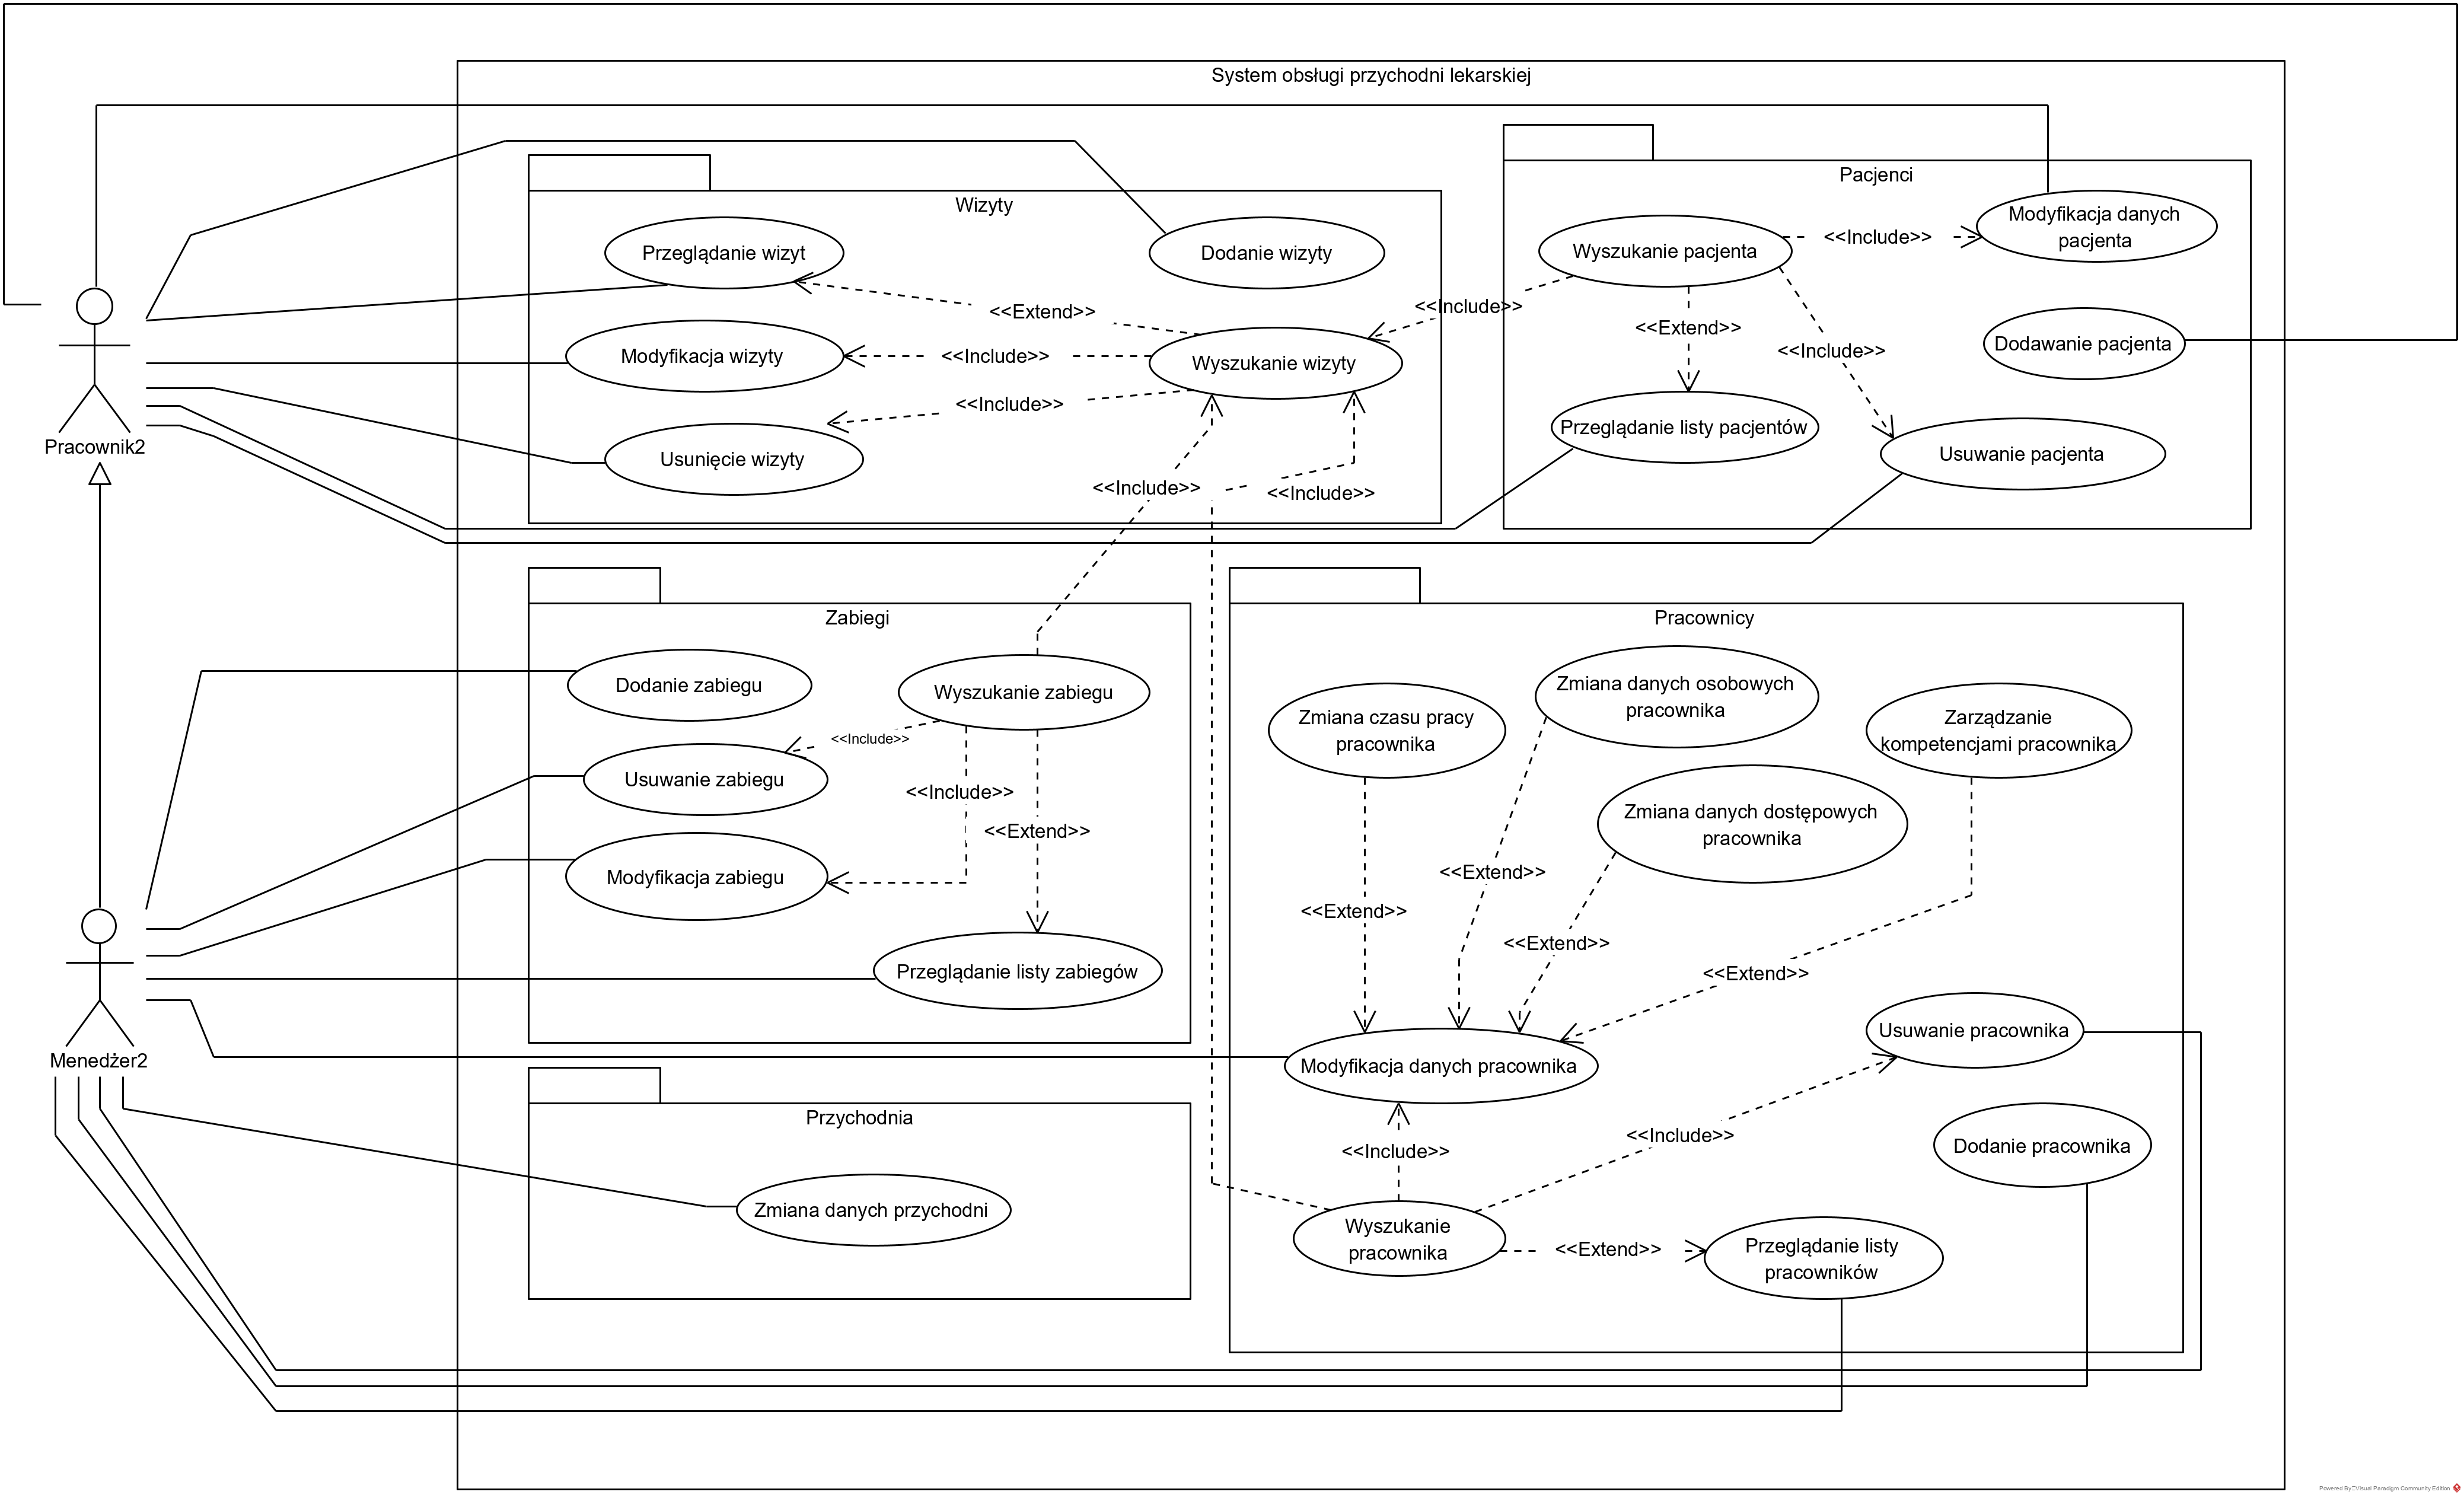 System obsługi przychodni lekarskiej
Wizyty
Przeglądanie wizyt
Dodanie wizyty
<<Extend>>
Modyfikacja wizyty
<<Include>>
Wyszukanie wizyty
<<Include>>
Usunięcie wizyty
<<Include>>
<<Include>>
<<Include>>
Pacjenci
Wyszukanie pacjenta
<<Include>>
Modyfikacja danych
pacjenta
<<Extend>>
<<Include>>
Dodawanie pacjenta
Przeglądanie listy pacjentów
Usuwanie pacjenta
Pracownik2
Zabiegi
Dodanie zabiegu
Wyszukanie zabiegu
<<Include>>
Usuwanie zabiegu
<<Include>>
<<Extend>>
Modyfikacja zabiegu
Przeglądanie listy zabiegów
Pracownicy
Zmiana czasu pracy
pracownika
Zmiana danych osobowych
pracownika
Zarządzanie
kompetencjami pracownika
Zmiana danych dostępowych
pracownika
<<Extend>>
<<Extend>>
<<Extend>>
<<Extend>>
Usuwanie pracownika
Modyfikacja danych pracownika
<<Include>>
<<Include>>
Dodanie pracownika
Wyszukanie
pracownika
<<Extend>>
Przeglądanie listy
pracowników
Menedżer2
Przychodnia
Zmiana danych przychodni
Powered By Visual Paradigm Community Edition